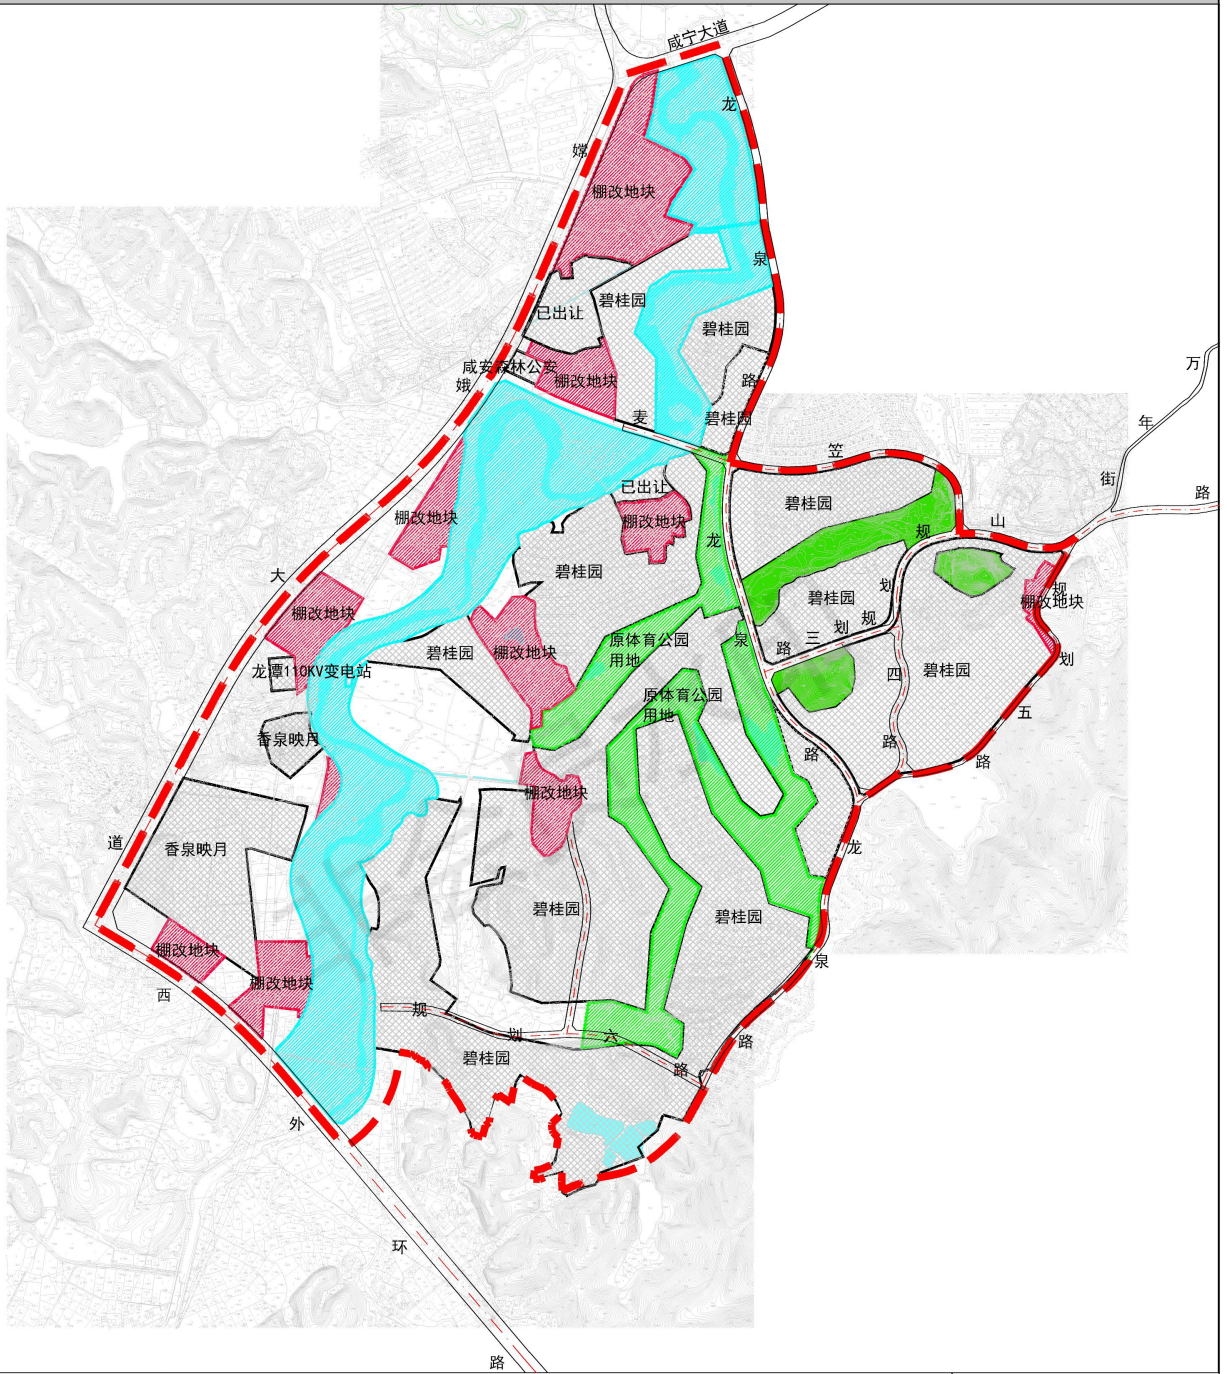 咸宁大道
龙
嫦
棚改地块
泉
碧桂园
已出让
碧桂园
万
咸安森林公安
娥
棚改地块
路
麦
碧桂园
年
笠
街
路
已出让
碧桂园
棚改地块
棚改地块
山
规
龙
碧桂园
大
划
规
棚改地块
碧桂园
棚改地块
规
划
三
路
原体育公园
用地
泉
碧桂园
棚改地块
划
龙潭110KV变电站
四
碧桂园
原体育公园
用地
五
香泉映月
路
路
路
棚改地块
道
香泉映月
龙
碧桂园
碧桂园
棚改地块
泉
棚改地块
西
规
划
六
路
碧桂园
路
外
环
路